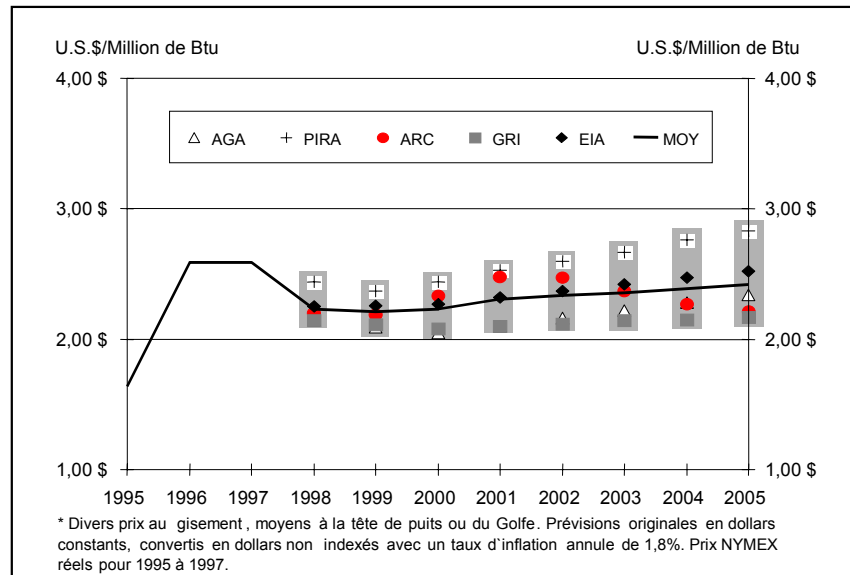 U.S.$/Million de Btu U.S.$/Million de Btu
4,00 $ 4,00 $
AGA PIRA ARC GRI EIA MOY
3,00 $ 3,00 $
2,00 $ 2,00 $
1,00 $ 1,00 $
1995 1996 1997 1998 1999 2000 2001 2002 2003 2004 2005
* Divers prix au gisement, moyens à la tête de puits ou du Golfe. Prévisions originales en dollars
constants, convertis en dollars non indexés avec un taux d`inflation annule de 1,8%. Prix NYMEX
réels pour 1995 à 1997.